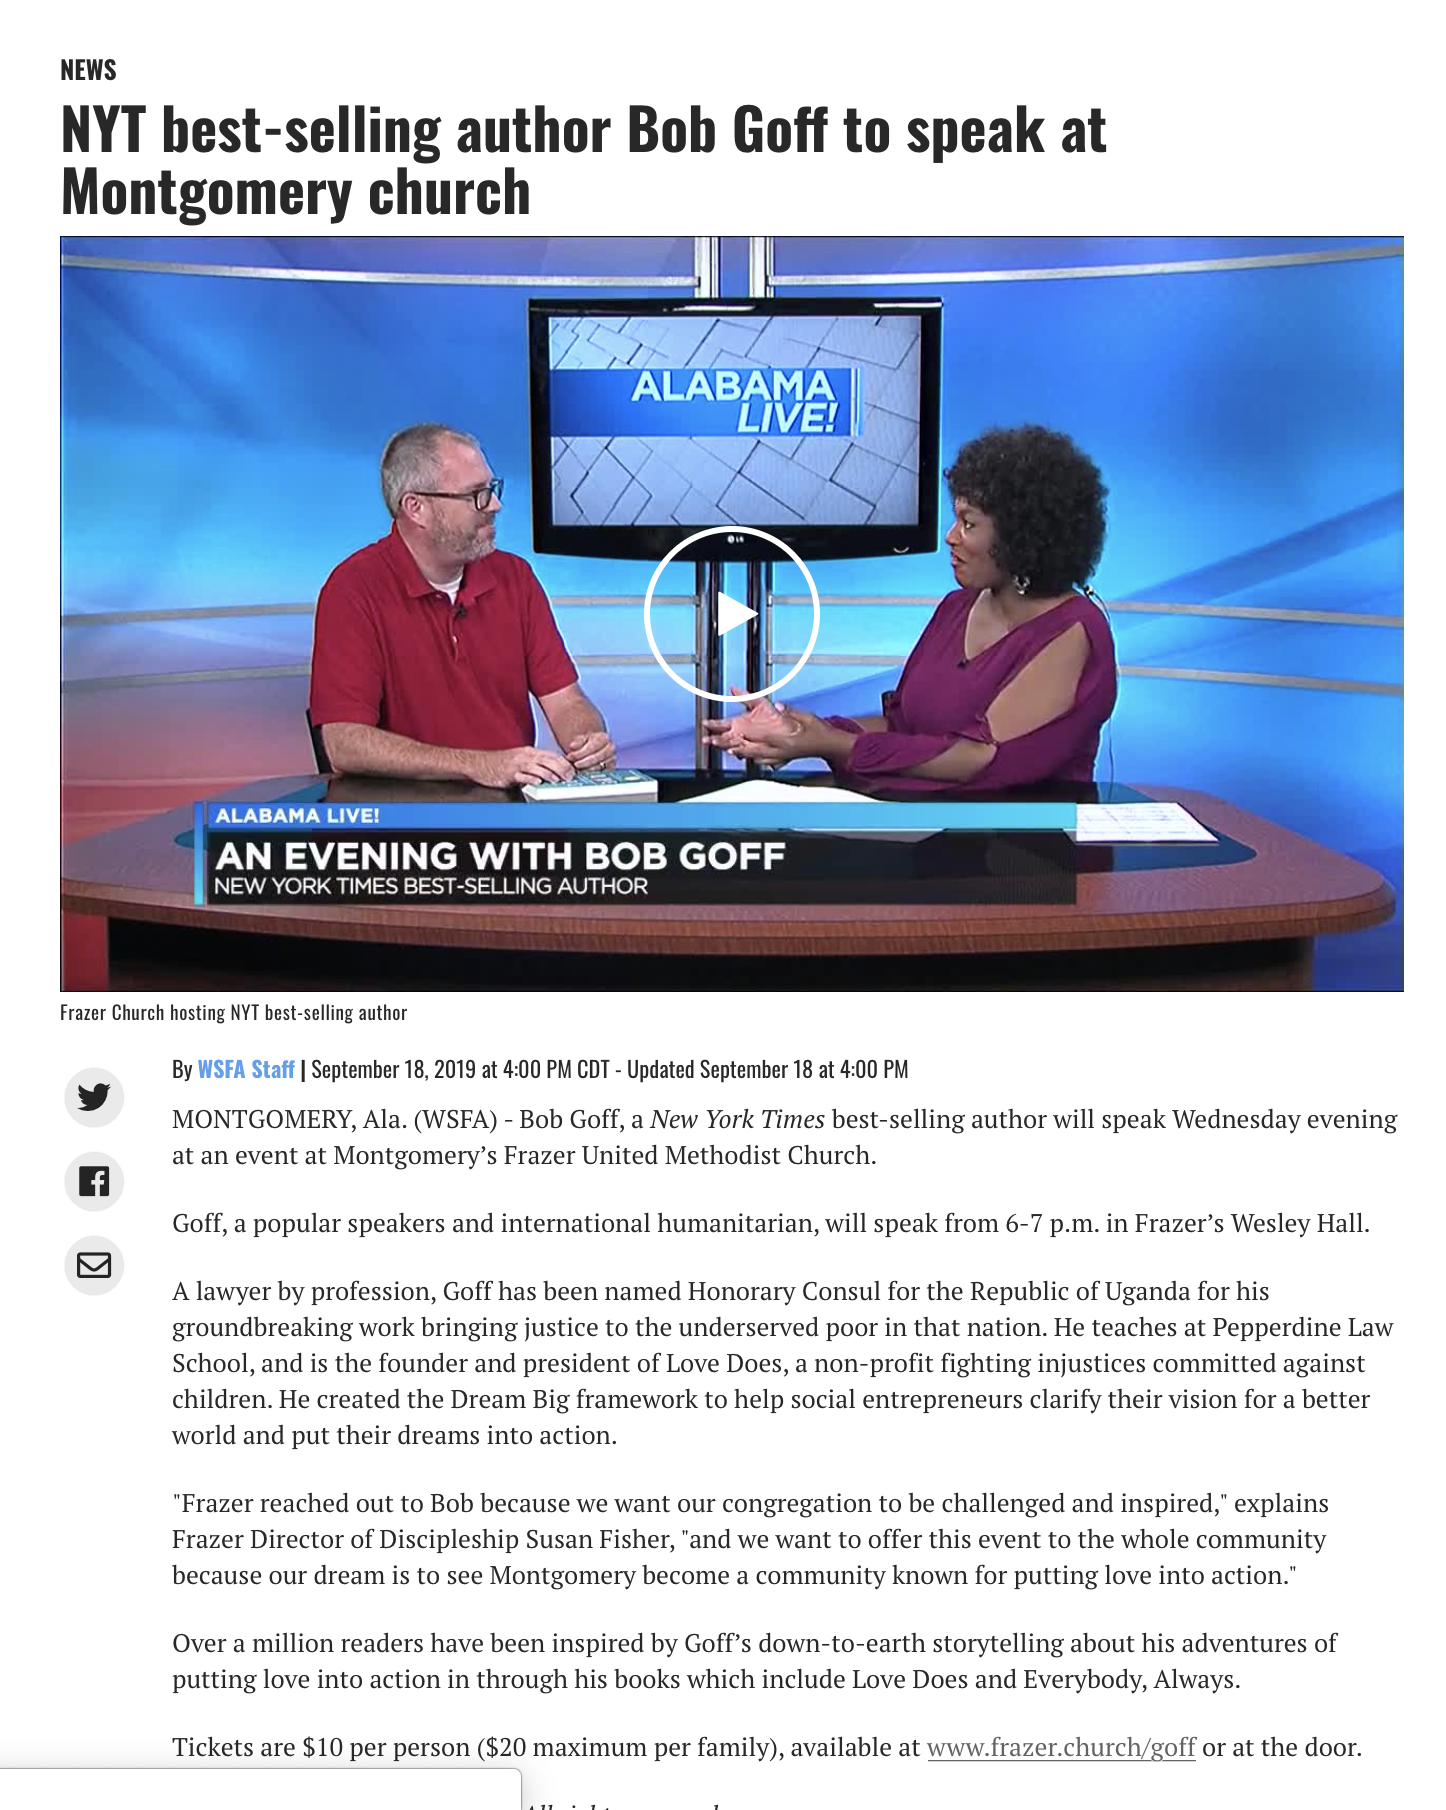 NEWS
NYT best-selling author Bob Goff to speak at
Montgomery church
ALABAMA
LIVE!
LG
ALABAMA LIVE!
AN EVENING WITH BOB GOFF
NEW YORK TIMES BEST-SELLING AUTHOR
Frazer Church hosting NYT best-selling author
By WSFA Staff | September 18, 2019 at 4:00 PM CDT - Updated September 18 at 4:00 PM
MONTGOMERY, Ala. (WSFA) - Bob Goff, a New York Times best-selling author will speak Wednesday evening
at an event at Montgomery’s Frazer United Methodist Church.
Goff, a popular speakers and international humanitarian, will speak from 6-7 p.m. in Frazer’s Wesley Hall.
A lawyer by profession, Goff has been named Honorary Consul for the Republic of Uganda for his
groundbreaking work bringing justice to the underserved poor in that nation. He teaches at Pepperdine Law
School, and is the founder and president of Love Does, a non-profit fighting injustices committed against
children. He created the Dream Big framework to help social entrepreneurs clarify their vision for a better
world and put their dreams into action.
"Frazer reached out to Bob because we want our congregation to be challenged and inspired," explains
Frazer Director of Discipleship Susan Fisher, "and we want to offer this event to the whole community
because our dream is to see Montgomery become a community known for putting love into action."
Over a million readers have been inspired by Goff’s down-to-earth storytelling about his adventures of
putting love into action in through his books which include Love Does and Everybody, Always.
Tickets are $10 per person ($20 maximum per family), available at www.frazer.church/goff or at the door.